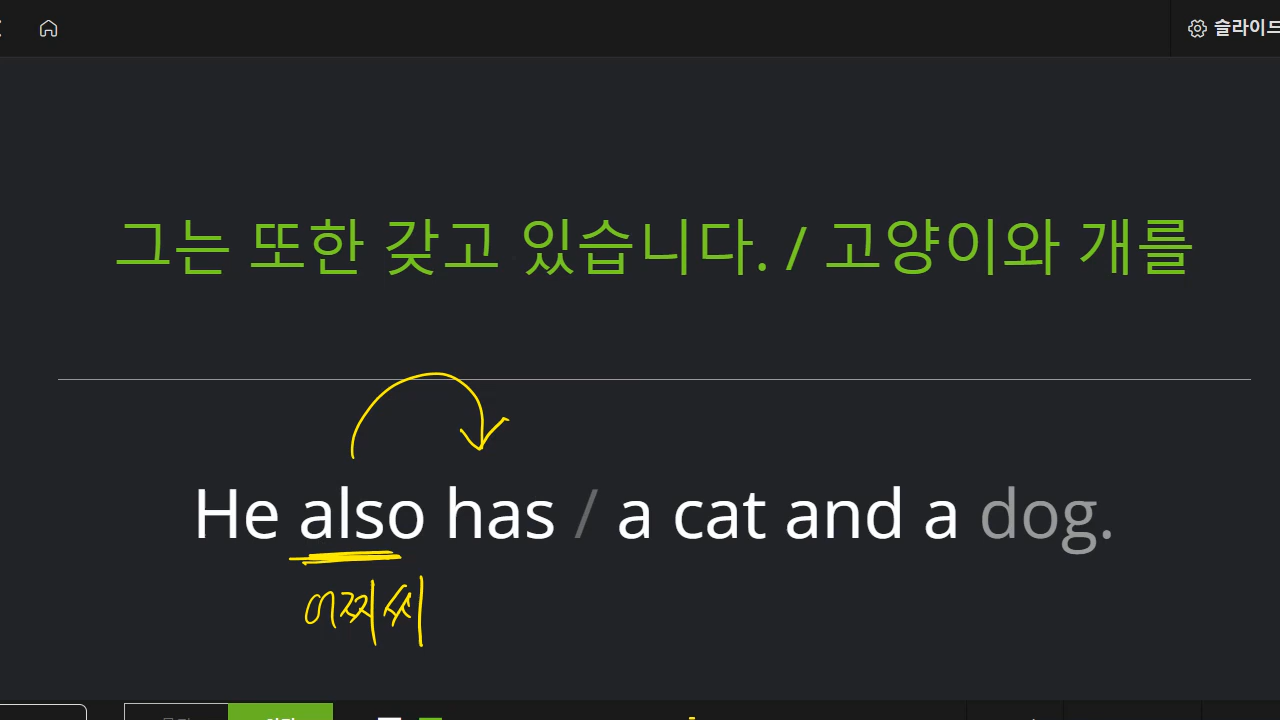 슬라이드
그는 또한 갖고 있습니다. / 고양이와 개를
He also has / a cat and a dog.
어찌씨